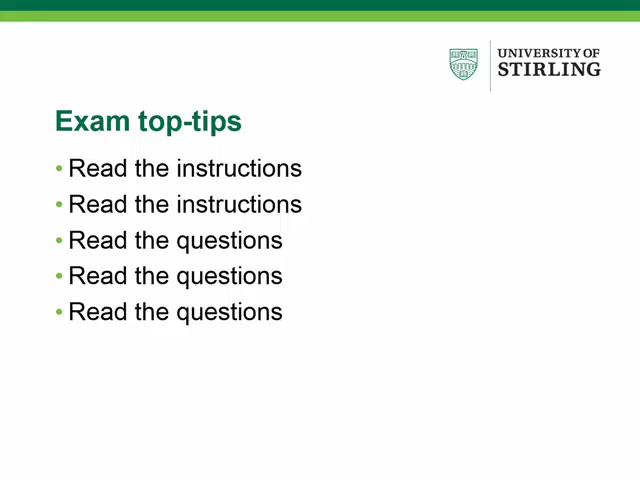 UNIVERSITY OF
STIRLING
Exam top-tips
• Read the instructions
• Read the instructions
• Read the questions
• Read the questions
• Read the questions